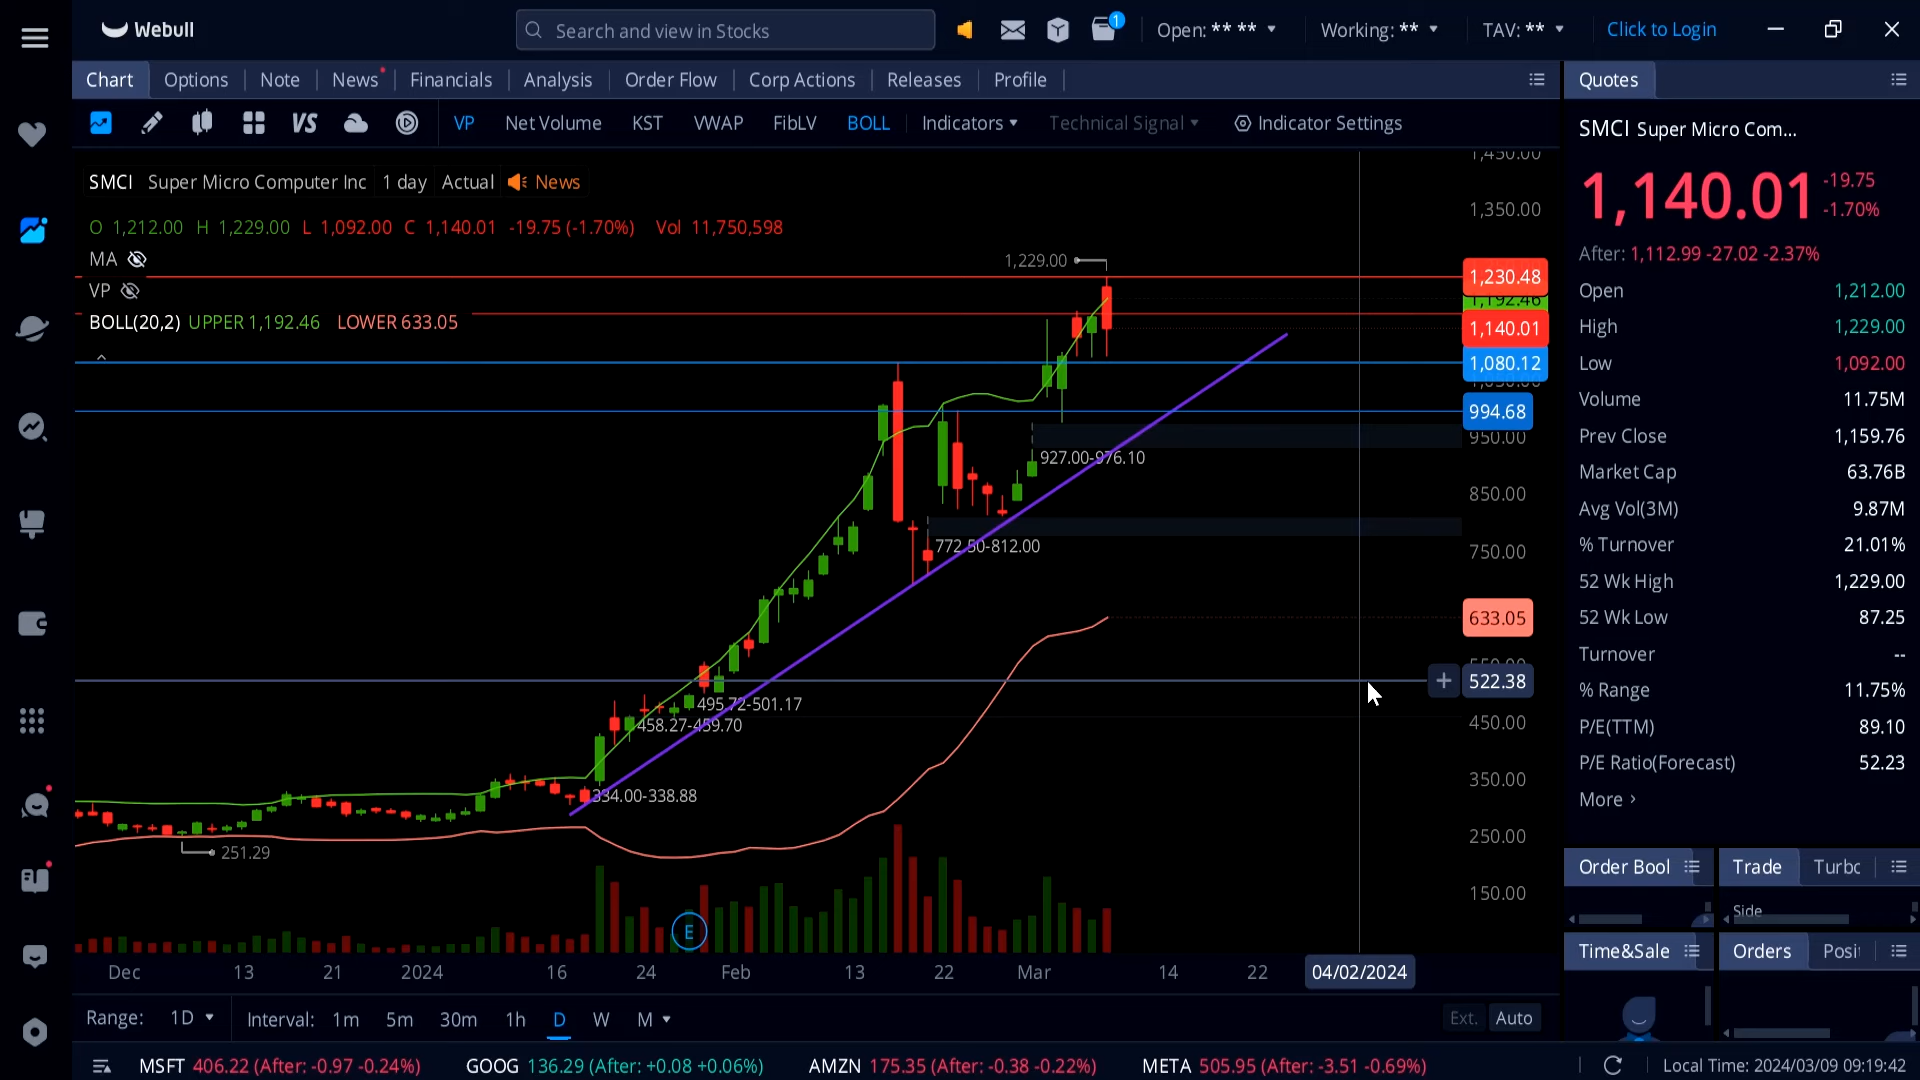 Webull
Search and view in Stocks
1
Open: ** **
Working: **
TAV: **
Click to Login
Chart
Options
Note
News
Financials
Analysis
Order Flow
Corp Actions
Releases
Profile
Quotes
VS
VP
Net Volume
KST
VWAP
FibLV
BOLL
Indicators
Technical Signal
Indicator Settings
SMCI Super Micro Computer Inc 1 day Actual News
O 1,212.00 H 1,229.00 L 1,092.00 C 1,140.01 -19.75 (-1.70%) Vol 11,750,598
MA
VP
BOLL(20,2) UPPER 1,192.46 LOWER 633.05
1,229.00
927.00-976.10
772.50-812.00
495.72-501.17
458.27-459.70
334.00-338.88
251.29
E
1,450.00
1,350.00
1,230.48
1,192.46
1,140.01
1,080.12
1,050.00
994.68
950.00
850.00
750.00
633.05
550.00
522.38
450.00
350.00
250.00
150.00
Dec 13 21 2024 16 24 Feb 13 22 Mar 14 22 04/02/2024
Range: 1D Interval: 1m 5m 30m 1h D W M
Ext. Auto
SMCI Super Micro Com...
1,140.01
-19.75
-1.70%
After: 1,112.99 -27.02 -2.37%
Open 1,212.00
High 1,229.00
Low 1,092.00
Volume 11.75M
Prev Close 1,159.76
Market Cap 63.76B
Avg Vol(3M) 9.87M
% Turnover 21.01%
52 Wk High 1,229.00
52 Wk Low 87.25
Turnover --
% Range 11.75%
P/E(TTM) 89.10
P/E Ratio(Forecast) 52.23
More
Order Bool
Trade
Turbc
Side
Time&Sale
Orders
Posit
MSFT 406.22 (After: -0.97 -0.24%)
GOOG 136.29 (After: +0.08 +0.06%)
AMZN 175.35 (After: -0.38 -0.22%)
META 505.95 (After: -3.51 -0.69%)
Local Time: 2024/03/09 09:19:42